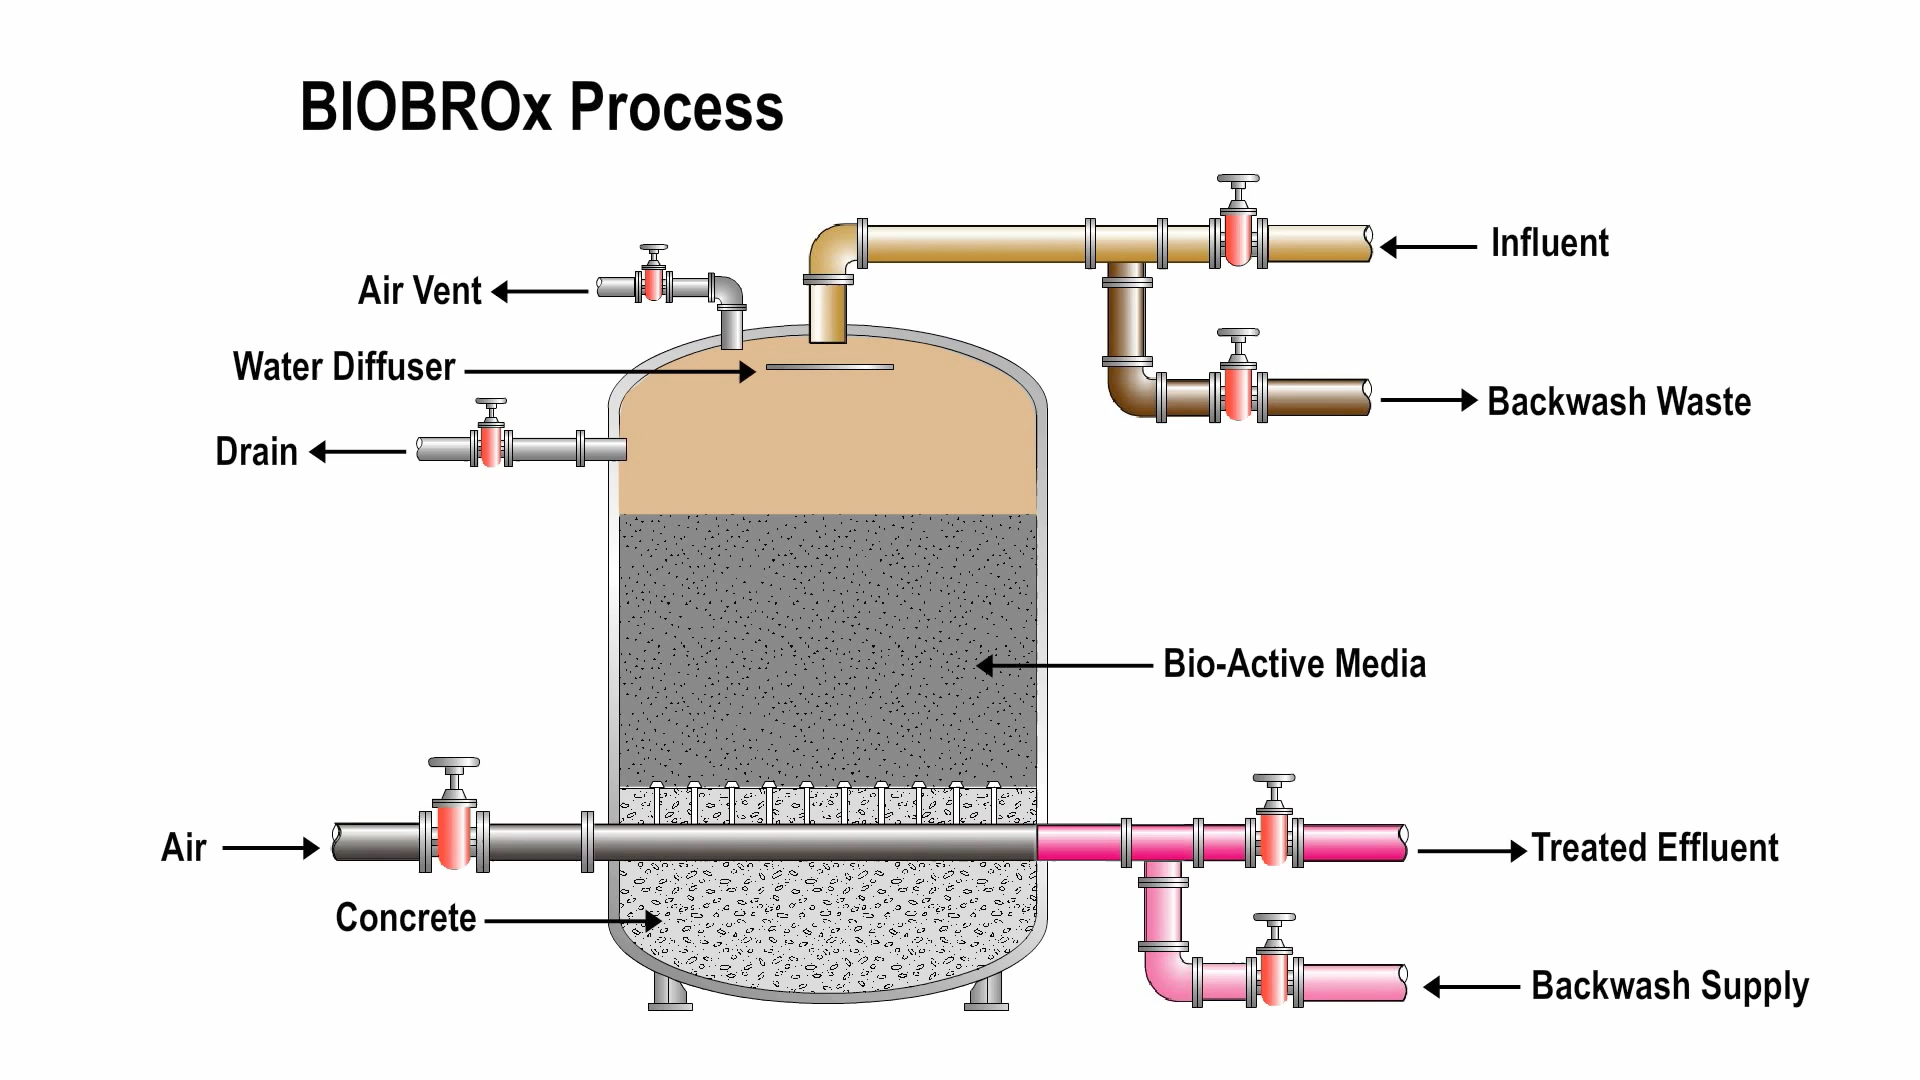 BIOBROx Process
Influent
Air Vent
Water Diffuser
Backwash Waste
Drain
Bio-Active Media
Air
Treated Effluent
Concrete
Backwash Supply